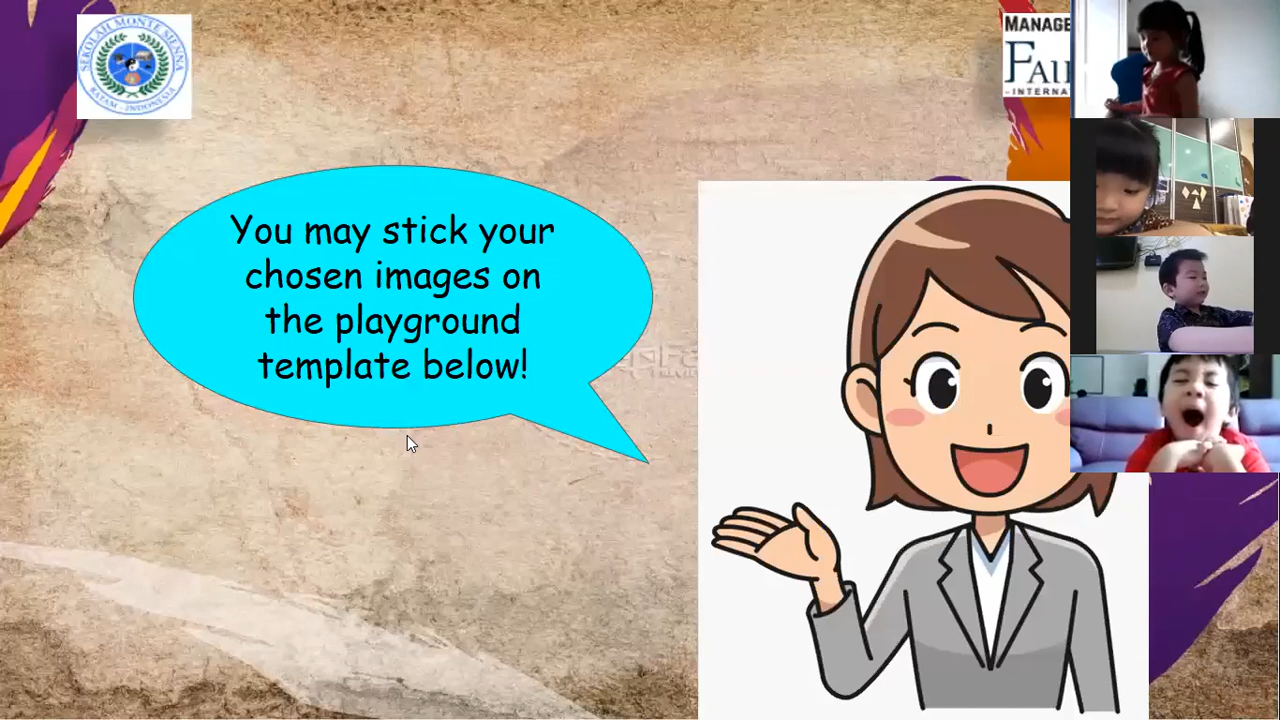 SEKOLAH MONTE SIENNA
BATAM - INDONESIA
MANAGE
FAI
-INTERNA
You may stick your
chosen images on
the playground
template below!